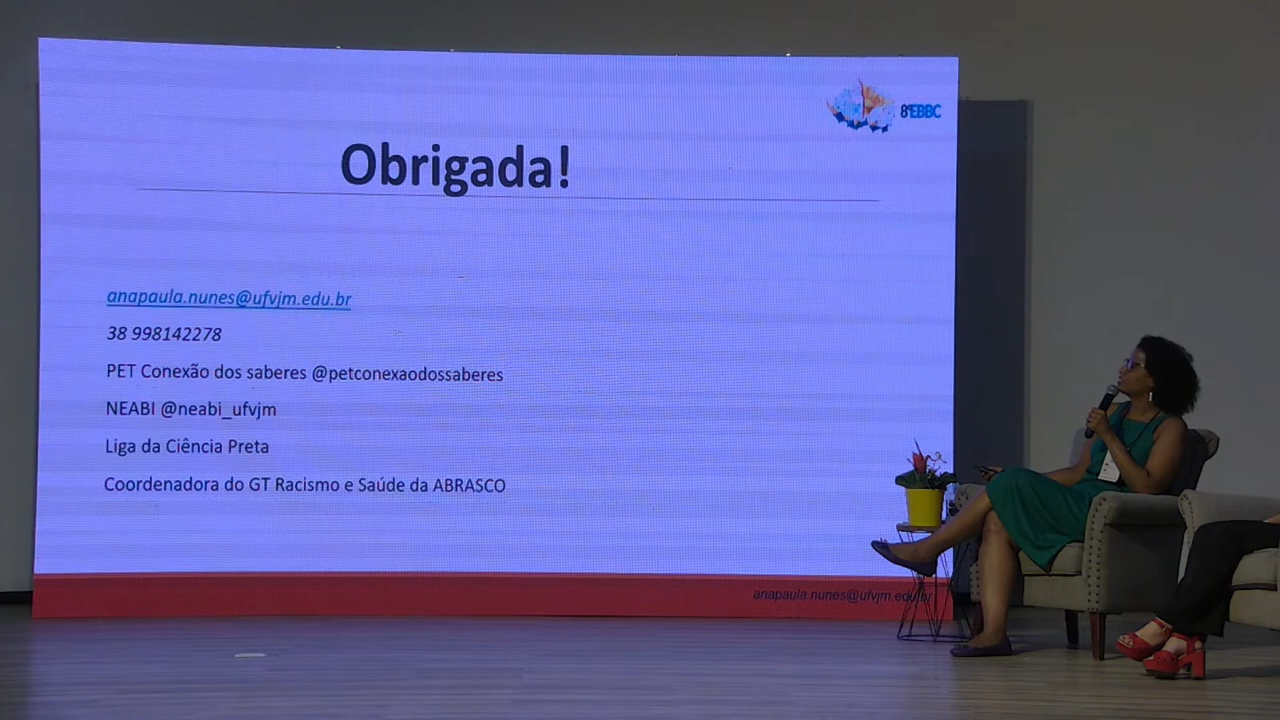 8ºEBBC
Obrigada!
anapaula.nunes@ufvjm.edu.br
38 998142278
PET Conexão dos saberes @petconexaodossaberes
NEABI @neabi_ufvjm
Liga da Ciência Preta
Coordenadora do GT Racismo e Saúde da ABRASCO
anapaula.nunes@ufvjm.edu.br